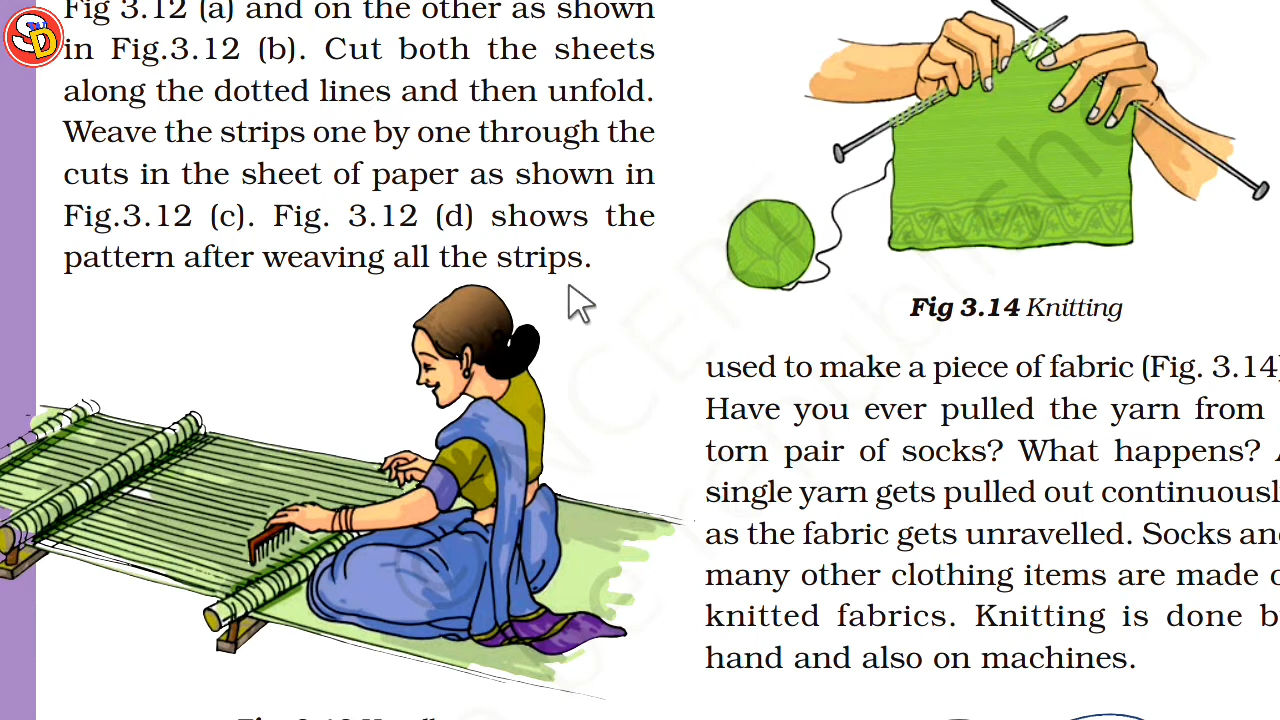 SD
Fig 3.12 (a) and on the other as shown
in Fig.3.12 (b). Cut both the sheets
along the dotted lines and then unfold.
Weave the strips one by one through the
cuts in the sheet of paper as shown in
Fig.3.12 (c). Fig. 3.12 (d) shows the
pattern after weaving all the strips.
Fig 3.14 Knitting
used to make a piece of fabric (Fig. 3.14)
Have you ever pulled the yarn from
torn pair of socks? What happens?
single yarn gets pulled out continuousl
as the fabric gets unravelled. Socks an
many other clothing items are made o
knitted fabrics. Knitting is done b
hand and also on machines.